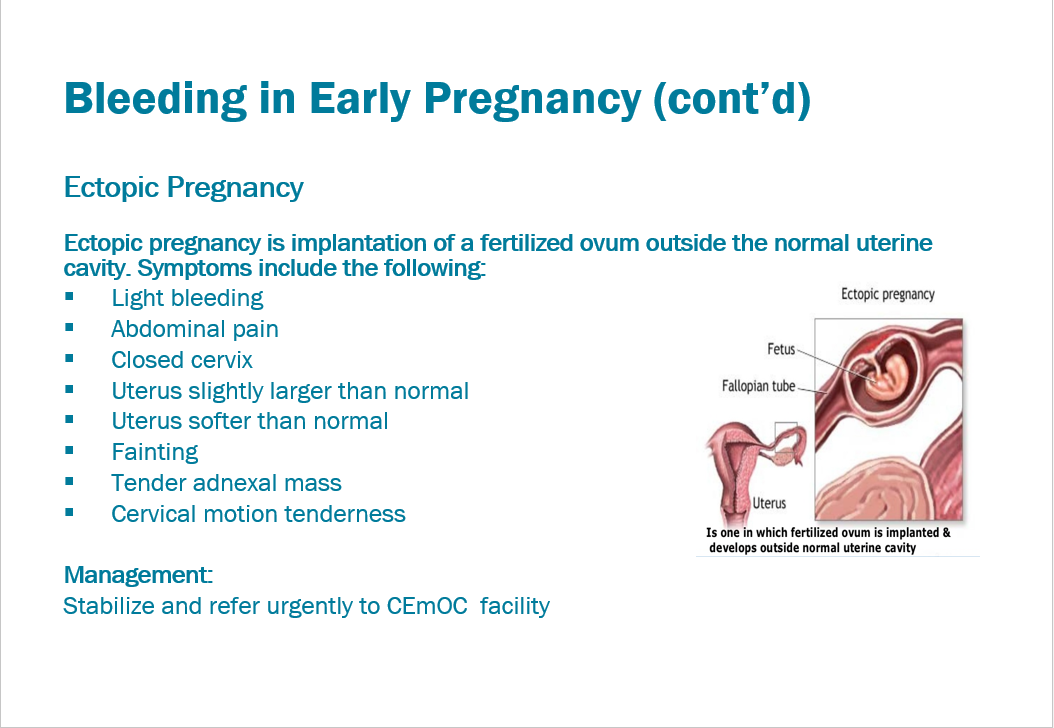 Bleeding in Early Pregnancy (cont’d)
Ectopic Pregnancy
Ectopic pregnancy is implantation of a fertilized ovum outside the normal uterine
cavity. Symptoms include the following:
▪ Light bleeding
▪ Abdominal pain
▪ Closed cervix
▪ Uterus slightly larger than normal
▪ Uterus softer than normal
▪ Fainting
▪ Tender adnexal mass
▪ Cervical motion tenderness
Management:
Stabilize and refer urgently to CEmOC  facility
Ectopic pregnancy
Fetus
Fallopian tube
Uterus
Is one in which fertilized ovum is implanted &
develops outside normal uterine cavity